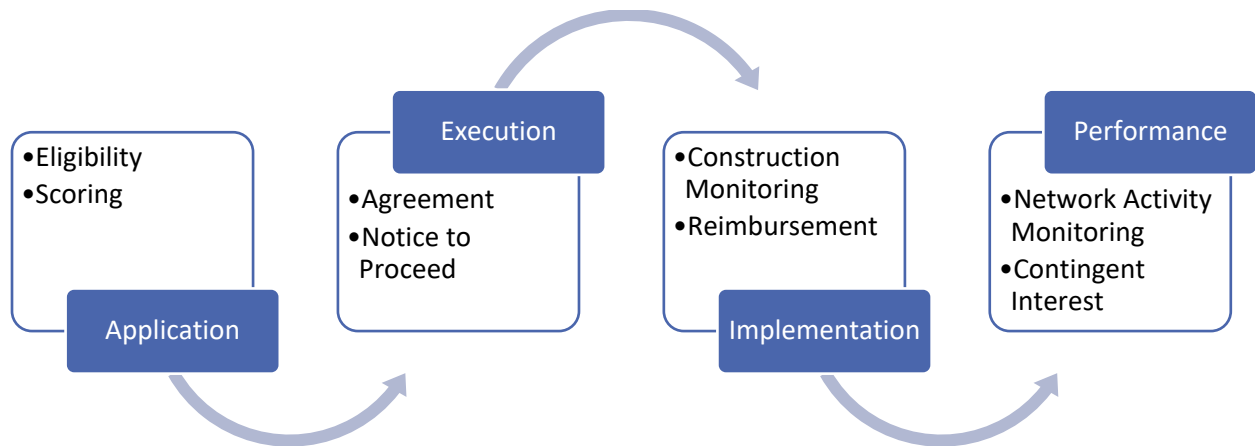 •Eligibility
•Scoring
Application
Execution
•Agreement
•Notice to
Proceed
•Construction
Monitoring
•Reimbursement
Implementation
Performance
•Network Activity
Monitoring
•Contingent
Interest